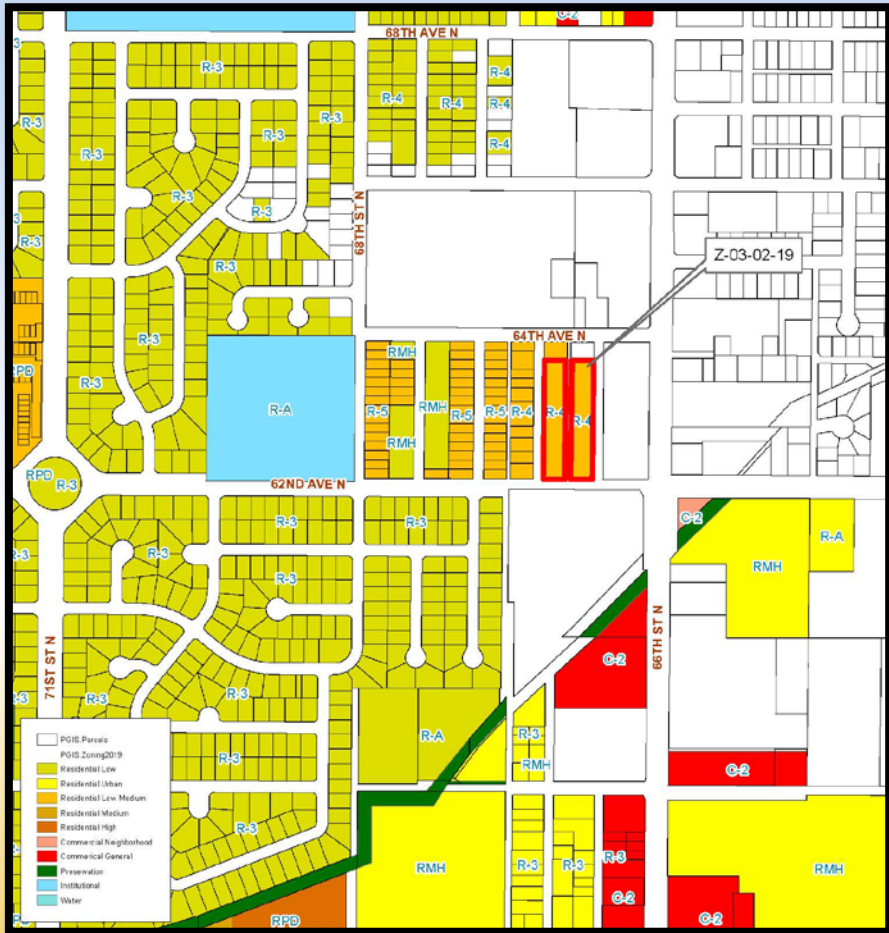 C-2
68TH AVE N
R-3
R-3
R-4
R-4
R-4
R-4
R-3
R-3
R-3
R-4
R-3
R-3
R-3
68TH ST N
R-3
Z-03-02-19
R-3
64TH AVE N
RMH
R-3
RPD
R-A
R-5
RMH
RMH
R-5
R-5
R-4
R-4
R-4
RPD
R-3
62ND AVE N
R-3
R-3
C-2
R-A
R-3
R-3
R-3
RMH
71ST ST N
66TH ST N
C-2
R-3
R-3
R-3
R-A
R-3
RMH
R-3
C-2
R-3
R-3
R-3
R-3
C-2
RMH
RMH
C-2
RPD
RPD
PGIS.Parcels
PGIS.Zoning2019
Residential Low
Residential Urban
Residential Low Medium
Residential Medium
Residential High
Commercial Neighborhood
Commerical General
Preservation
Institutional
Water